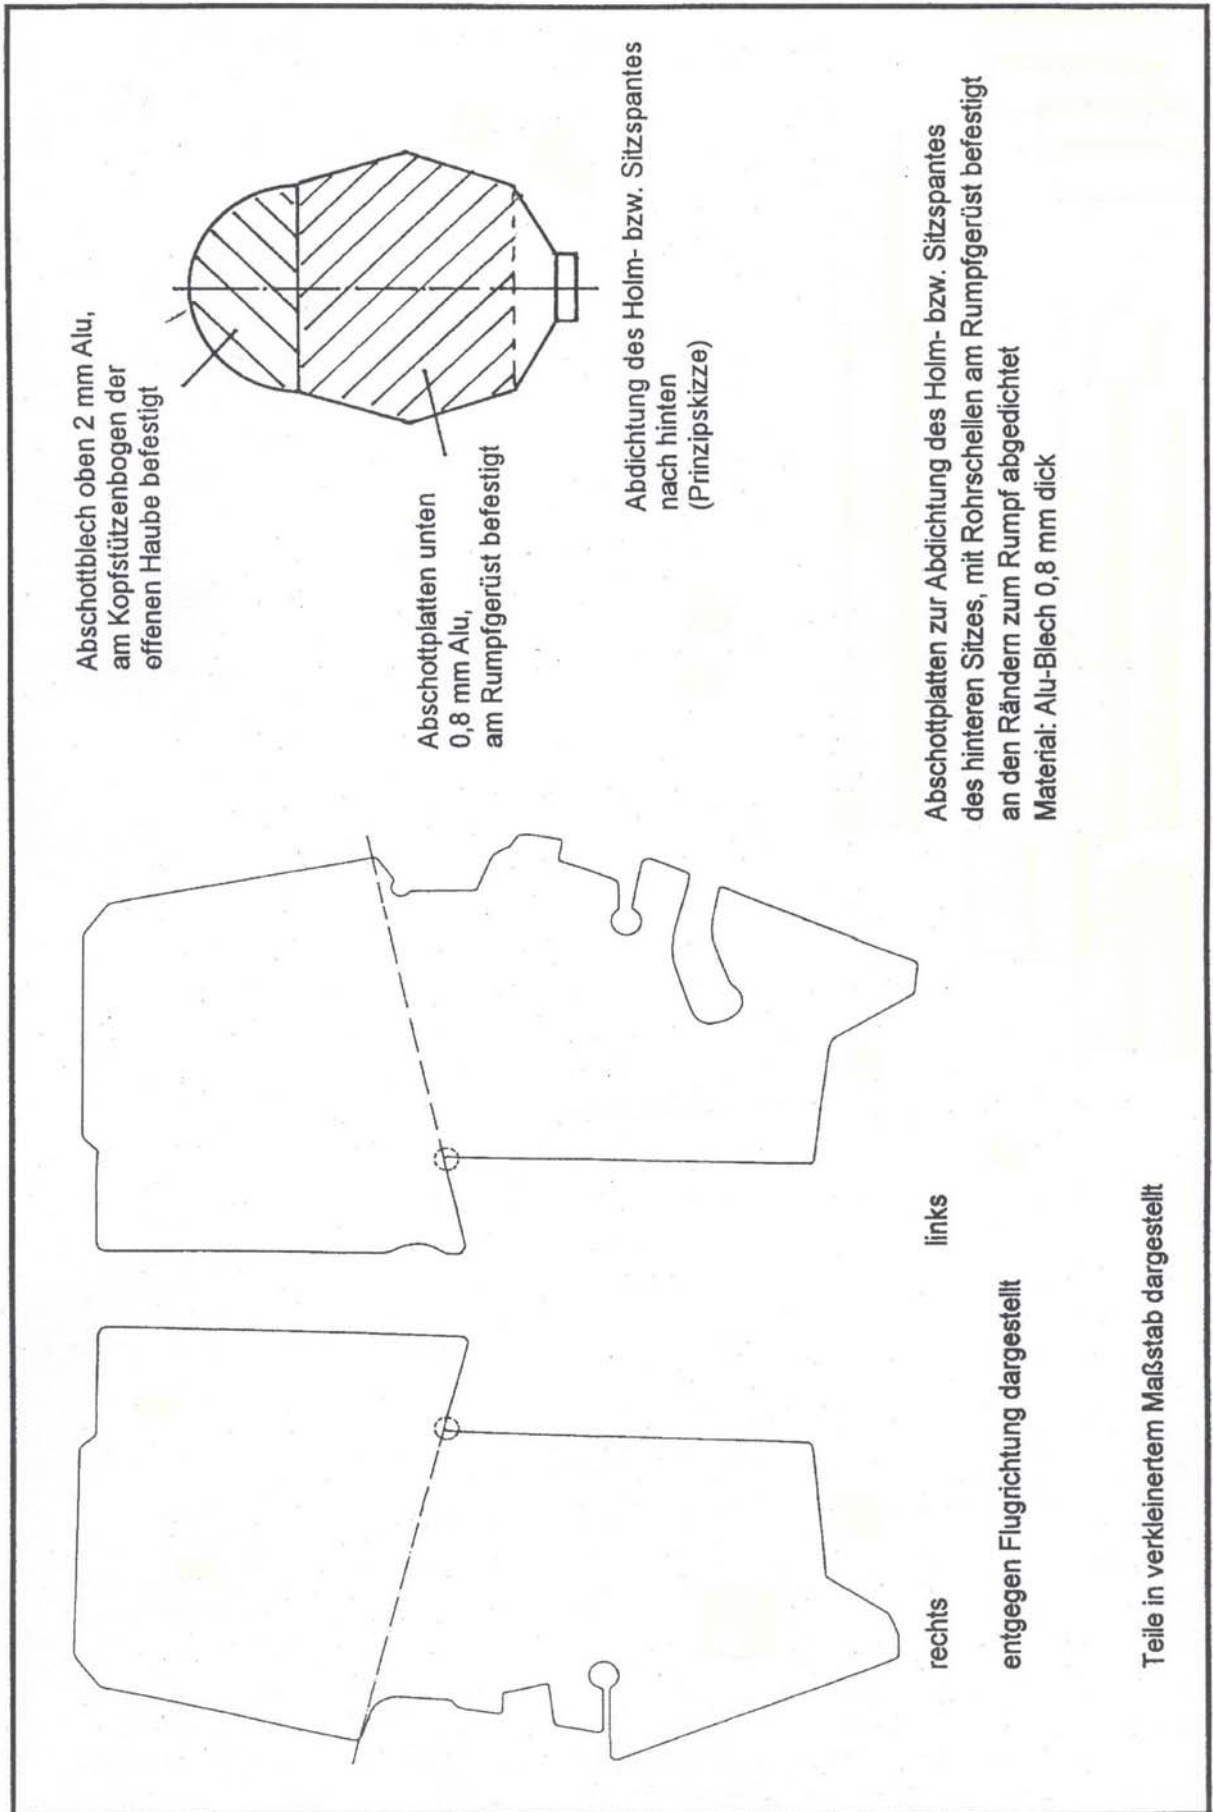 Abschottblech oben 2 mm Alu,
am Kopfstützenbogen der
offenen Haube befestigt
Abschottplatten unten
0,8 mm Alu,
am Rumpfgerüst befestigt
Abdichtung des Holm- bzw. Sitzspantes
nach hinten
(Prinzipskizze)
Abschottplatten zur Abdichtung des Holm- bzw. Sitzspantes
des hinteren Sitzes, mit Rohrschellen am Rumpfgerüst befestigt
an den Rändern zum Rumpf abgedichtet
Material: Alu-Blech 0,8 mm dick
rechts
links
entgegen Flugrichtung dargestellt
Teile in verkleinertem Maßstab dargestellt